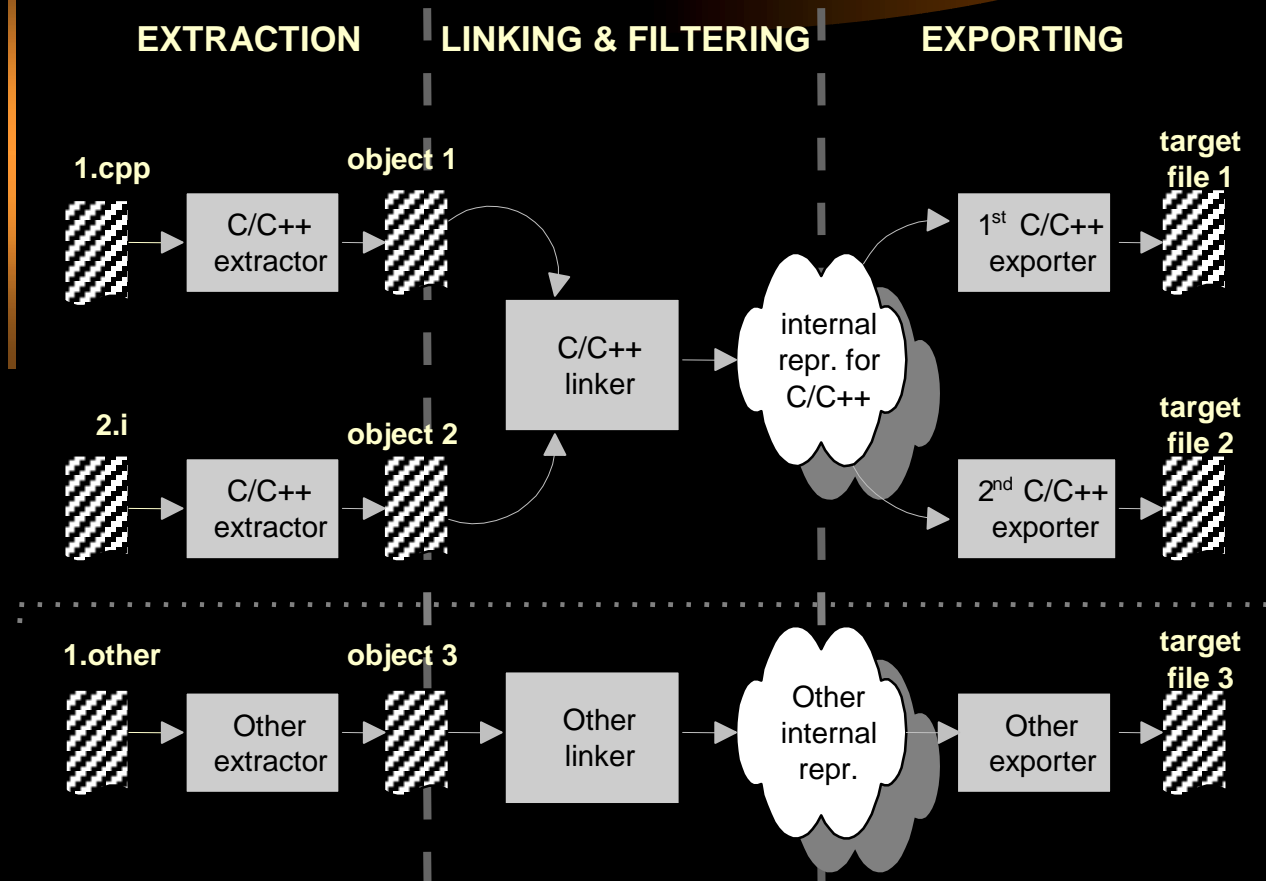 EXTRACTION
LINKING & FILTERING
EXPORTING
1.cpp
C/C++
extractor
object 1
2.i
C/C++
extractor
object 2
C/C++
linker
internal
repr. for
C/C++
1st C/C++
exporter
target
file 1
2nd C/C++
exporter
target
file 2
1.other
Other
extractor
object 3
Other
linker
Other
internal
repr.
Other
exporter
target
file 3